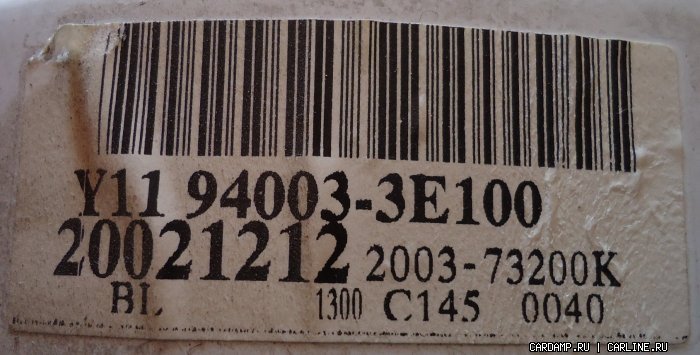 Y11 94003-3E100
20021212 2003-73200K
BL 1300 C145 0040
CARDAMP.RU | CARLINE.RU